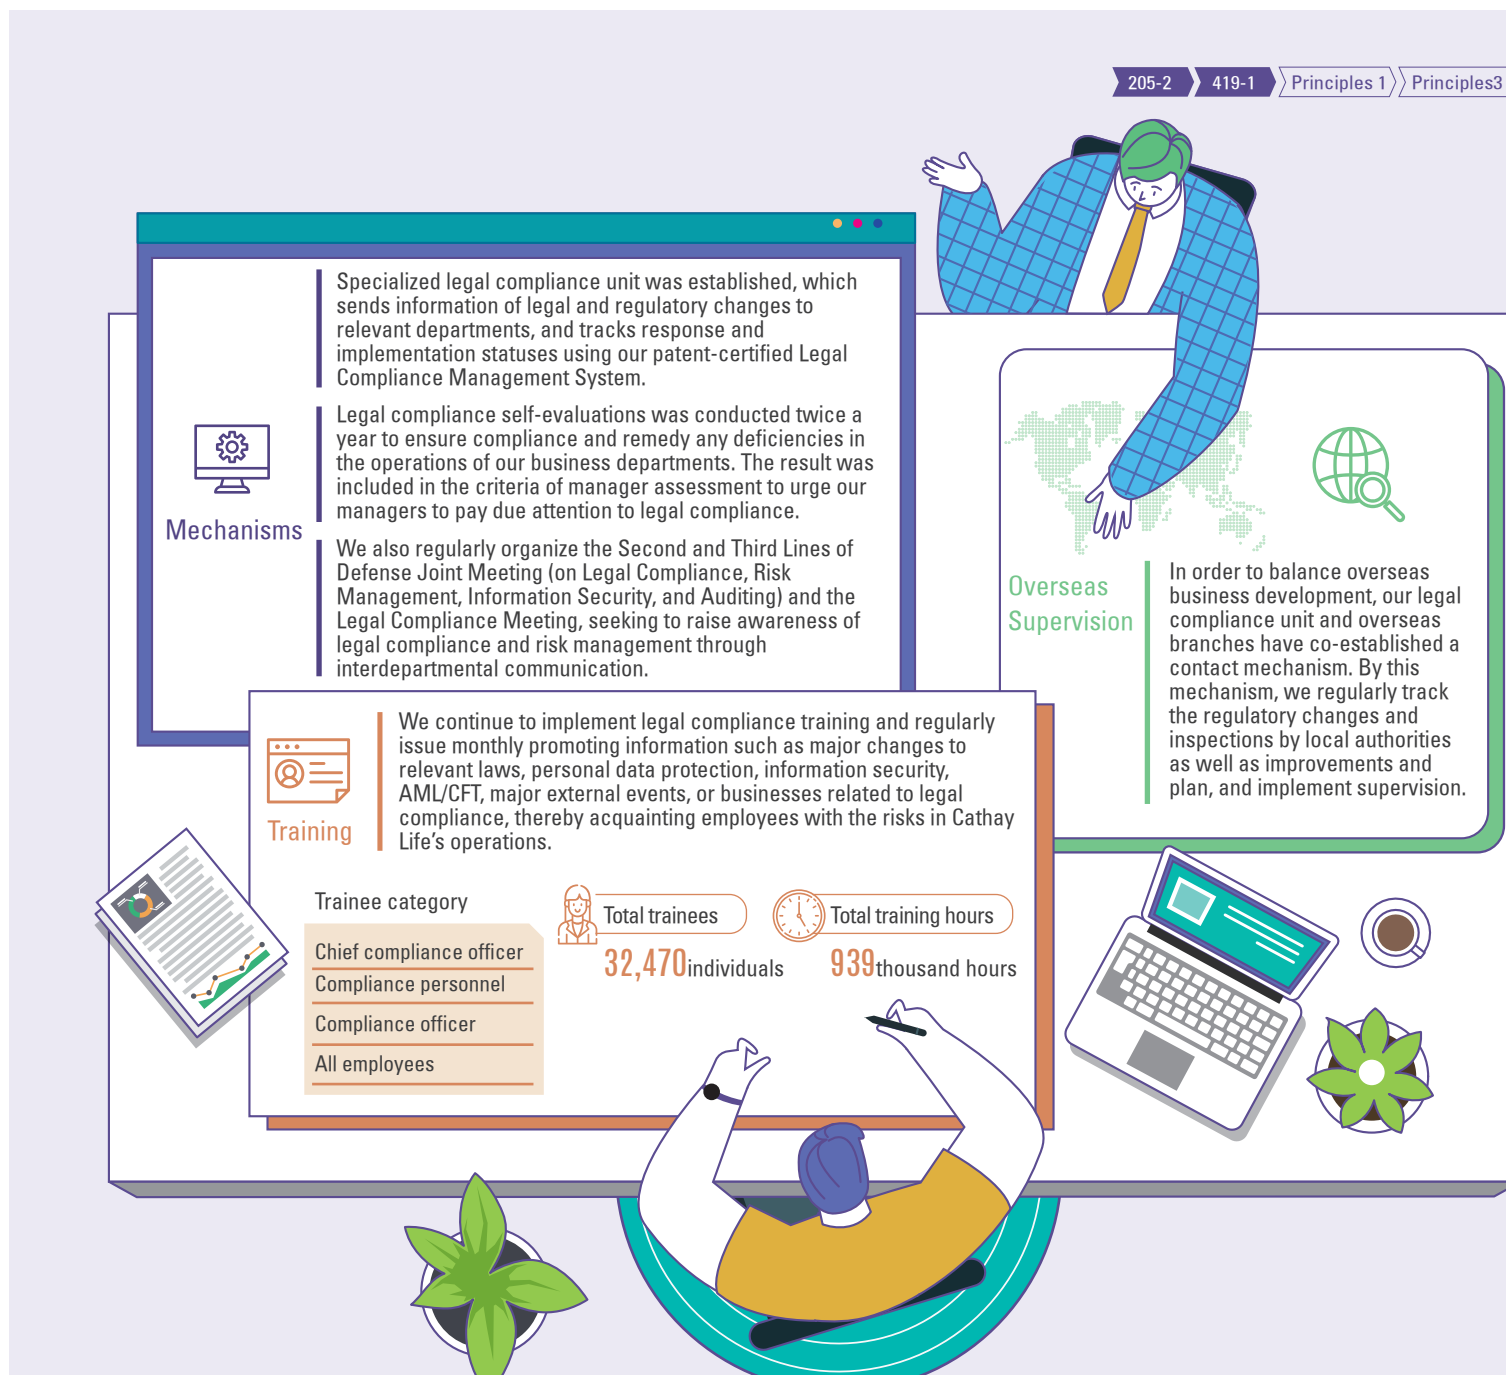 205-2
419-1
Principles 1
Principles3
Specialized legal compliance unit was established, which
sends information of legal and regulatory changes to
relevant departments, and tracks response and
implementation statuses using our patent-certified Legal
Compliance Management System.
Legal compliance self-evaluations was conducted twice a
year to ensure compliance and remedy any deficiencies in
the operations of our business departments. The result was
included in the criteria of manager assessment to urge our
managers to pay due attention to legal compliance.
Mechanisms
We also regularly organize the Second and Third Lines of
Defense Joint Meeting (on Legal Compliance, Risk
Management, Information Security, and Auditing) and the
Legal Compliance Meeting, seeking to raise awareness of
legal compliance and risk management through
interdepartmental communication.
Overseas
Supervision
In order to balance overseas
business development, our legal
compliance unit and overseas
branches have co-established a
contact mechanism. By this
mechanism, we regularly track
the regulatory changes and
inspections by local authorities
as well as improvements and
plan, and implement supervision.
Training
We continue to implement legal compliance training and regularly
issue monthly promoting information such as major changes to
relevant laws, personal data protection, information security,
AML/CFT, major external events, or businesses related to legal
compliance, thereby acquainting employees with the risks in Cathay
Life's operations.
Trainee category
Chief compliance officer
Compliance personnel
Compliance officer
All employees
Total trainees
32,470individuals
Total training hours
939thousand hours